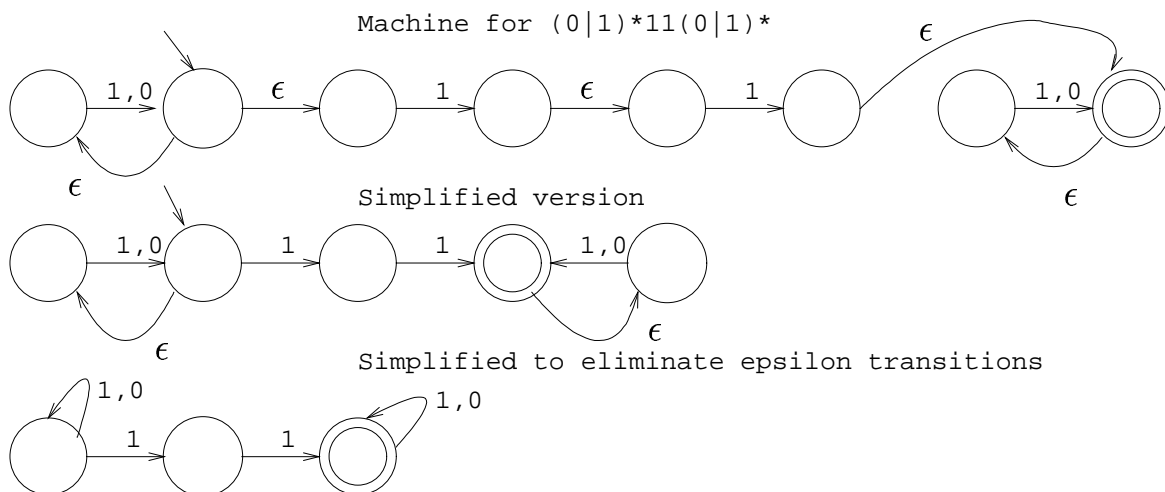 Machine for (0|1)*11(0|1)*
ϵ
1,0 ϵ 1 ϵ 1 1,0
ϵ ϵ
Simplified version
1,0 1 1 1,0
ϵ ϵ
Simplified to eliminate epsilon transitions
1,0 1,0
1 1